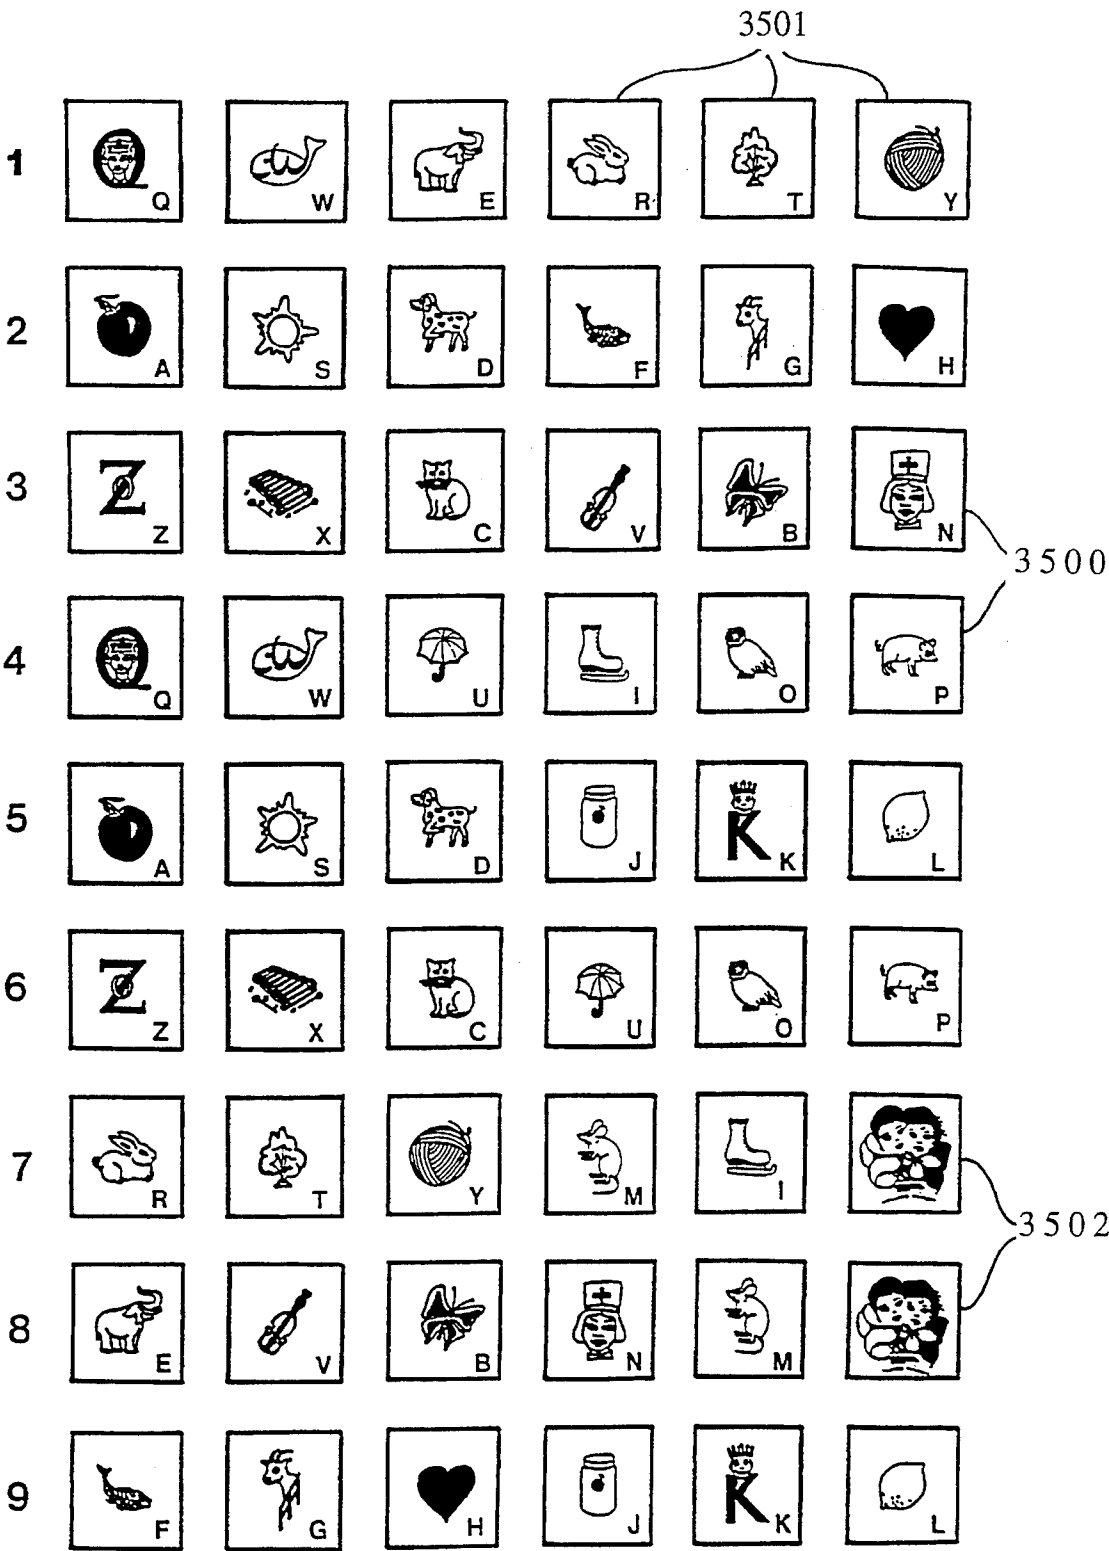 3501
1 Q W E R T Y
2 A S D F G H
3 Z X C V B N
3500
4 Q W U I O P
5 A S D J K K L
6 Z X C U O P
7 R T Y M I
3502
8 E V B N M
9 F G H J K K L